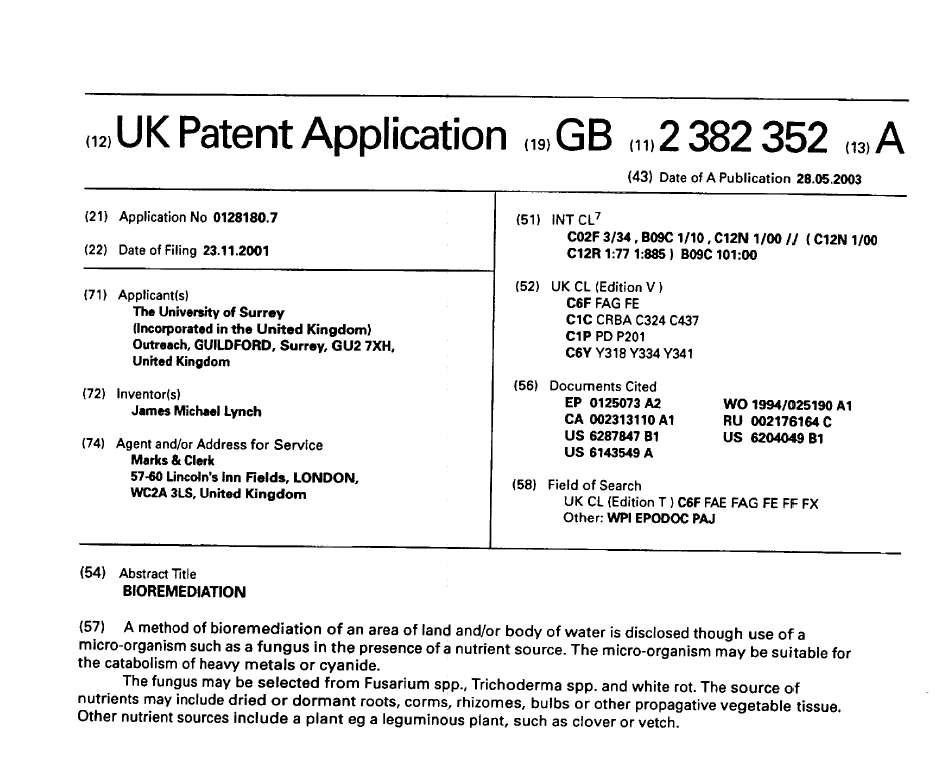 (12) UK Patent Application (19) GB (11) 2 382 352 (13) A
(43) Date of A Publication 28.05.2003
(21) Application No 0128180.7
(22) Date of Filing 23.11.2001
(71) Applicant(s)
The University of Surrey
(Incorporated in the United Kingdom)
Outreach, GUILDFORD, Surrey, GU2 7XH,
United Kingdom
(72) Inventor(s)
James Michael Lynch
(74) Agent and/or Address for Service
Marks & Clerk
57-60 Lincoln's Inn Fields, LONDON,
WC2A 3LS, United Kingdom
(51) INT CL7
C02F 3/34 , B09C 1/10 , C12N 1/00 // ( C12N 1/00
C12R 1:77 1:885 ) B09C 101:00
(52) UK CL (Edition V )
C6F FAG FE
C1C CRBA C324 C437
C1P PD P201
C6Y Y318 Y334 Y341
(56) Documents Cited
EP 0125073 A2 WO 1994/025190 A1
CA 002313110 A1 RU 002176164 C
US 6287847 B1 US 6204049 B1
US 6143549 A
(58) Field of Search
UK CL (Edition T ) C6F FAE FAG FE FF FX
Other: WPI EPODOC PAJ
(54) Abstract Title
BIOREMEDIATION
(57) A method of bioremediation of an area of land and/or body of water is disclosed though use of a
micro-organism such as a fungus in the presence of a nutrient source. The micro-organism may be suitable for
the catabolism of heavy metals or cyanide.
The fungus may be selected from Fusarium spp., Trichoderma spp. and white rot. The source of
nutrients may include dried or dormant roots, corms, rhizomes, bulbs or other propagative vegetable tissue.
Other nutrient sources include a plant eg a leguminous plant, such as clover or vetch.